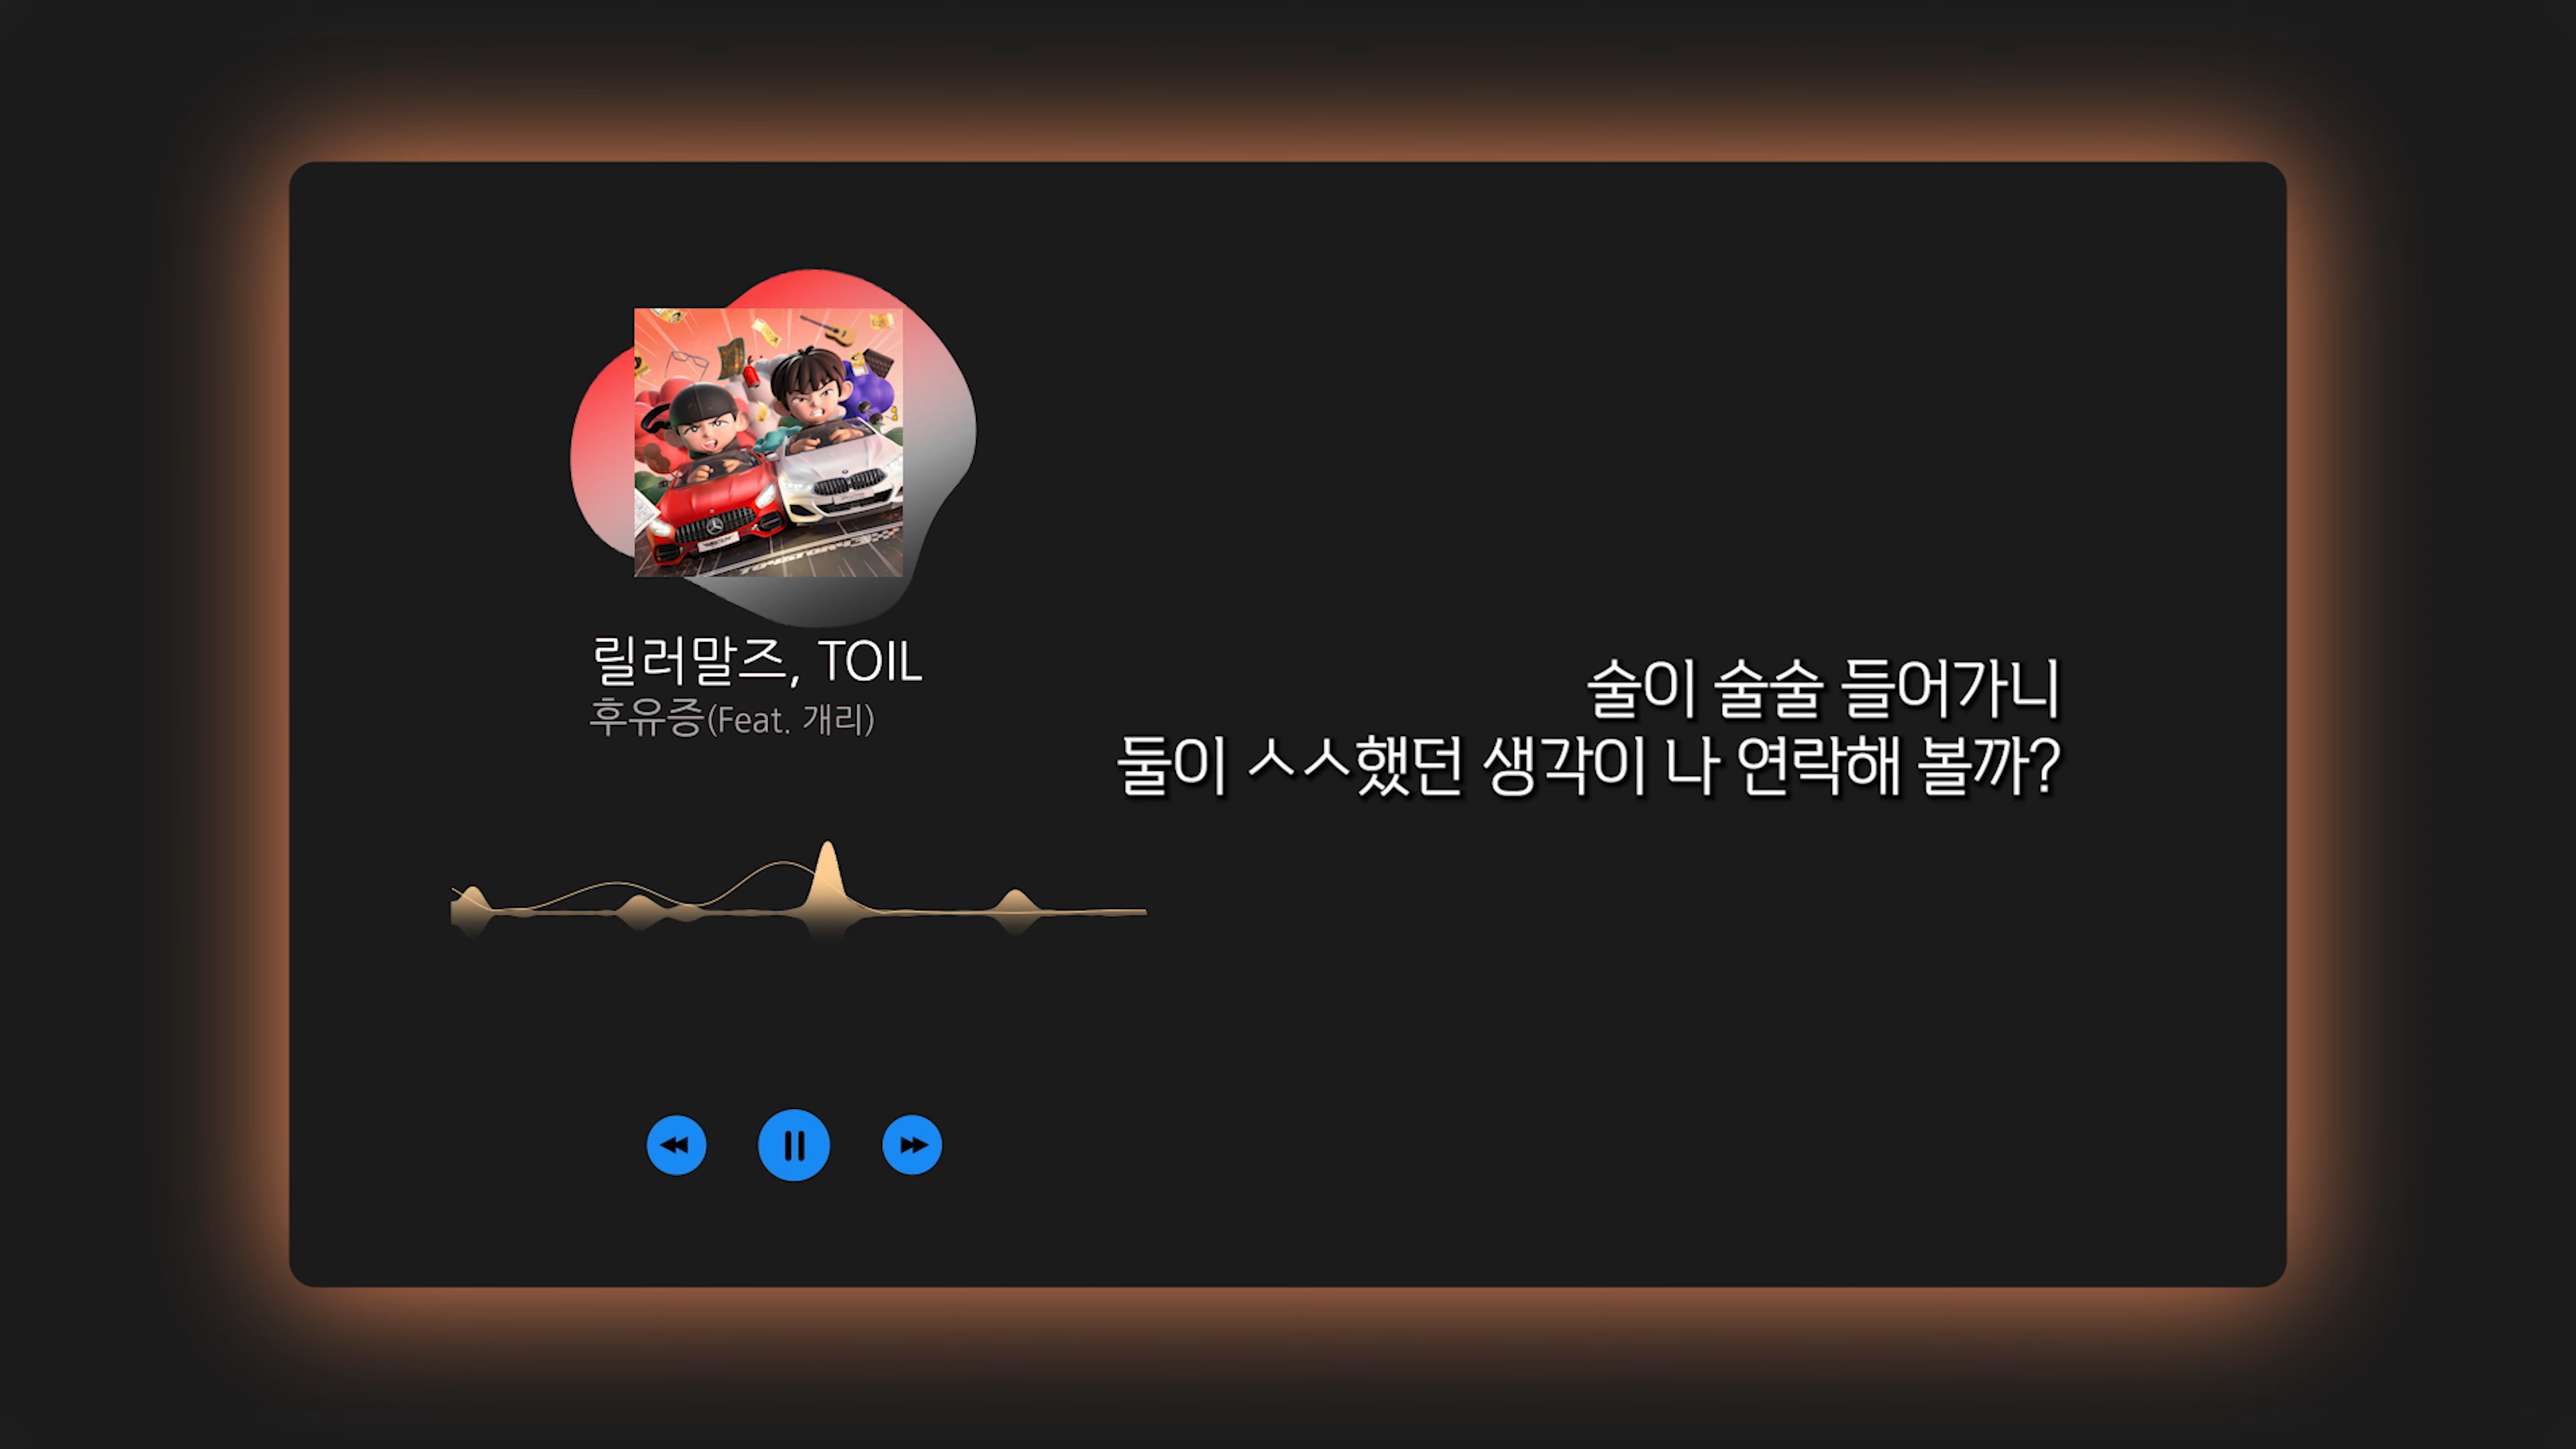 릴러말즈, TOIL
후유증(Feat. 개리)
술이 술술 들어가니
둘이 ㅅㅅ했던 생각이 나 연락해 볼까?